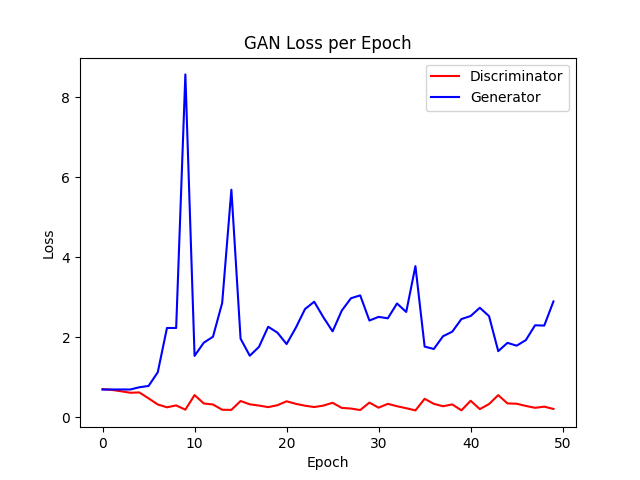 GAN Loss per Epoch
Discriminator
Generator
8
6
4
2
0
Loss
0 10 20 30 40 50
Epoch